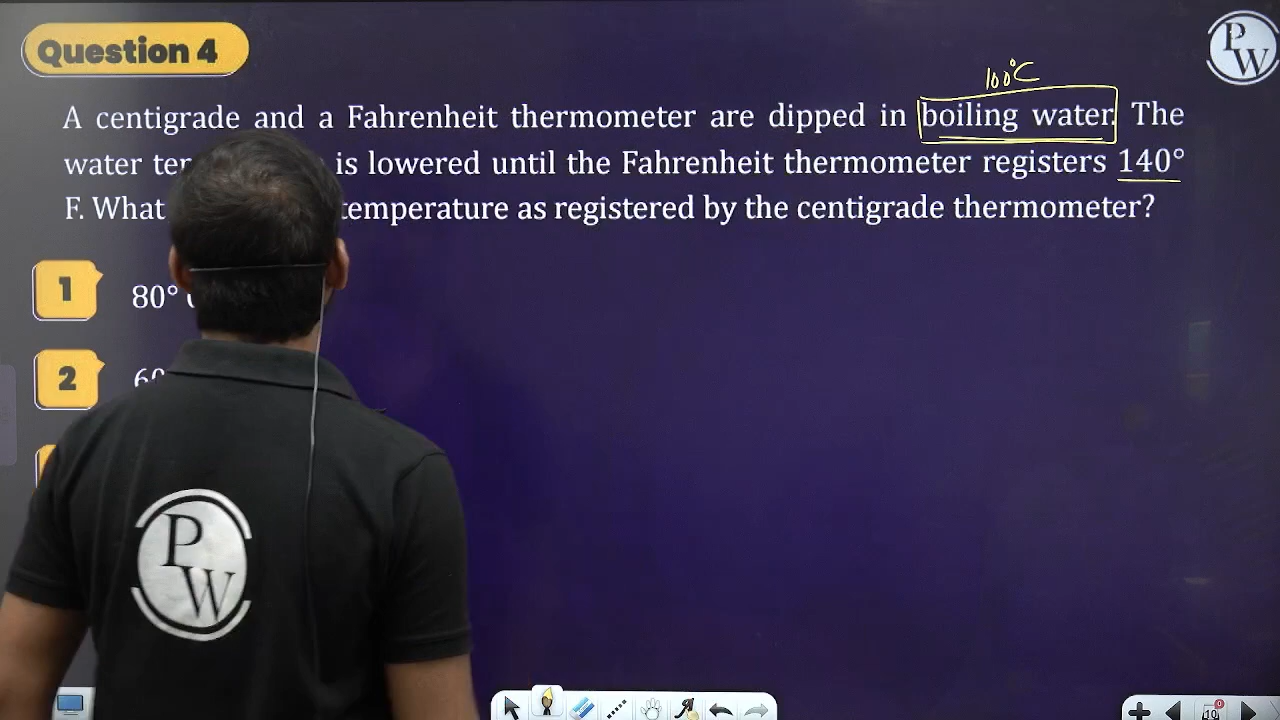 Question 4
PW
100°C
A centigrade and a Fahrenheit thermometer are dipped in boiling water. The
water is lowered until the Fahrenheit thermometer registers 140°
F. What temperature as registered by the centigrade thermometer?
1 80°
2
PW